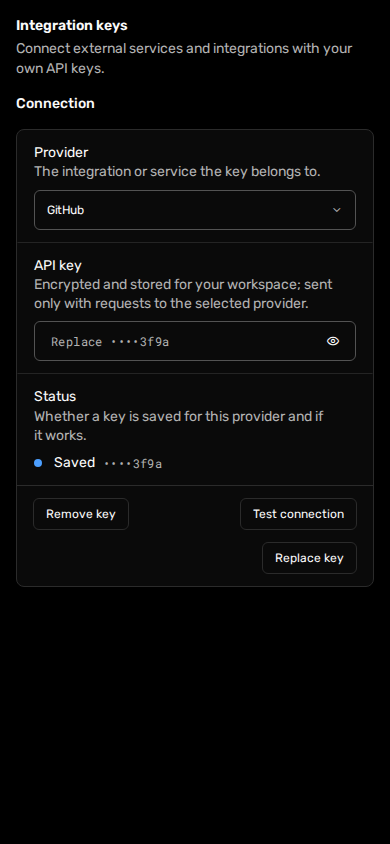 Integration keys
Connect external services and integrations with your
own API keys.
Connection
Provider
The integration or service the key belongs to.
GitHub
API key
Encrypted and stored for your workspace; sent
only with requests to the selected provider.
Replace ••••3f9a
Status
Whether a key is saved for this provider and if
it works.
Saved ••••3f9a
Remove key
Test connection
Replace key